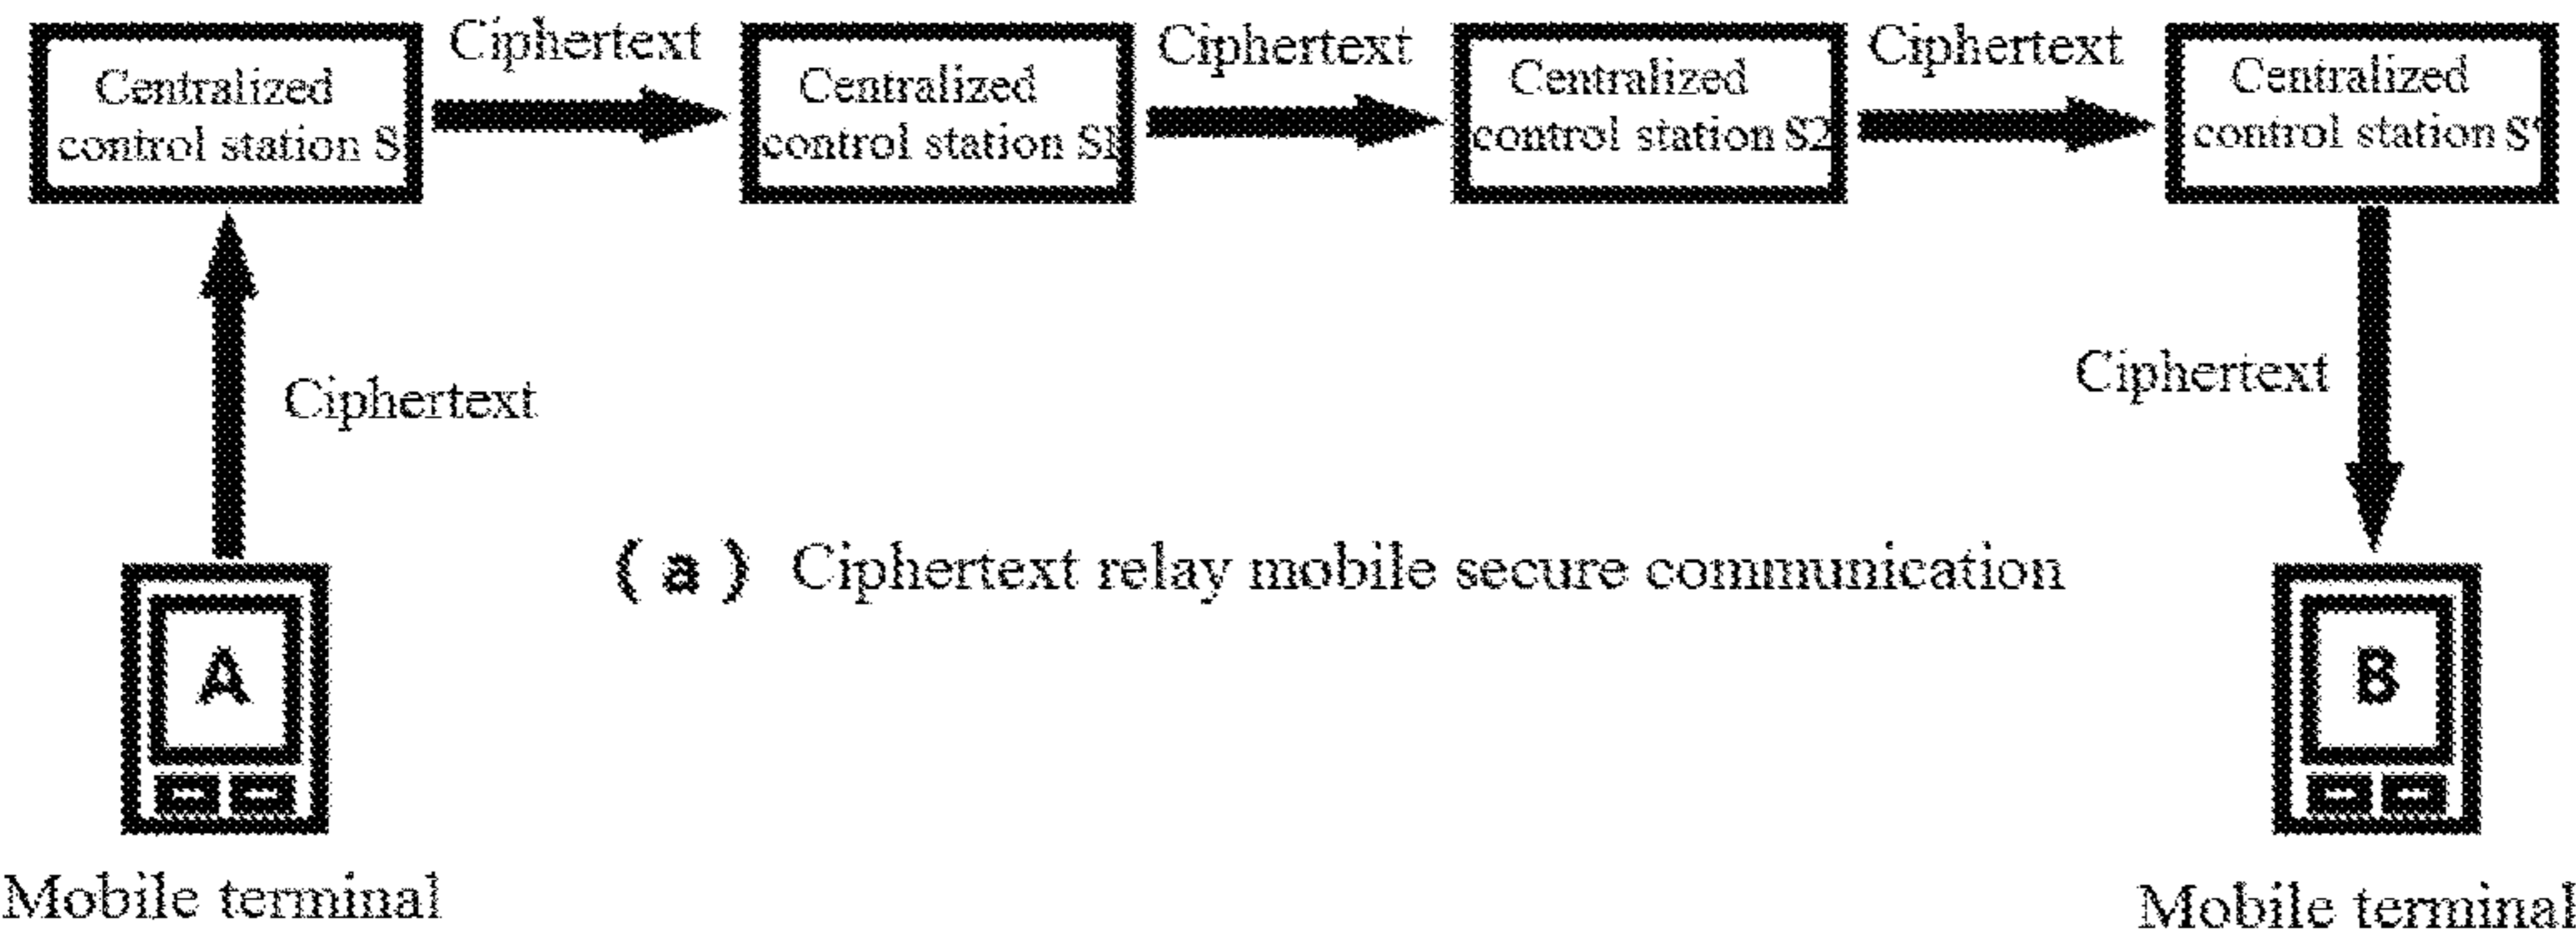 Ciphertext
Ciphertext
Ciphertext
Centralized
control station S
Centralized
control station S1
Centralized
control station S2
Centralized
control station S'
Ciphertext
Ciphertext
( a ) Ciphertext relay mobile secure communication
A
B
Mobile terminal
Mobile terminal